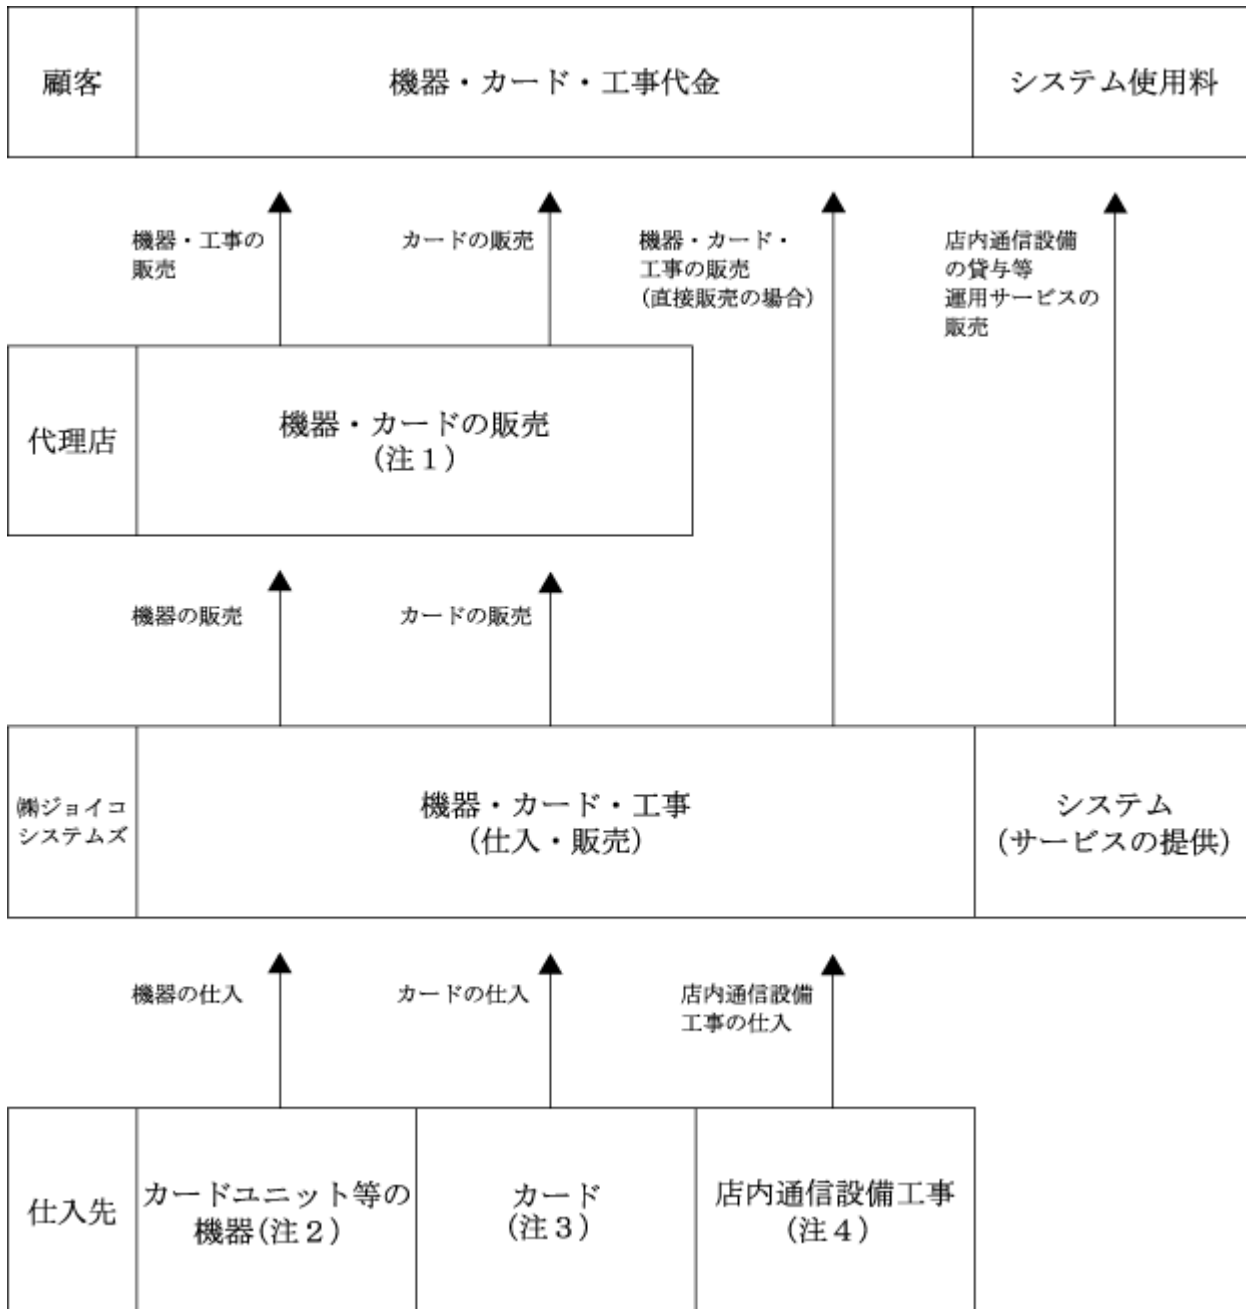 顧客
機器・カード・工事代金
システム使用料
機器・工事の
販売
カードの販売
機器・カード・
工事の販売
(直接販売の場合)
店内通信設備
の貸与等
運用サービスの
販売
代理店
機器・カードの販売
(注１)
機器の販売
カードの販売
㈱ジョイコ
システムズ
機器・カード・工事
(仕入・販売)
システム
(サービスの提供)
機器の仕入
カードの仕入
店内通信設備
工事の仕入
仕入先
カードユニット等の
機器(注２)
カード
(注３)
店内通信設備工事
(注４)